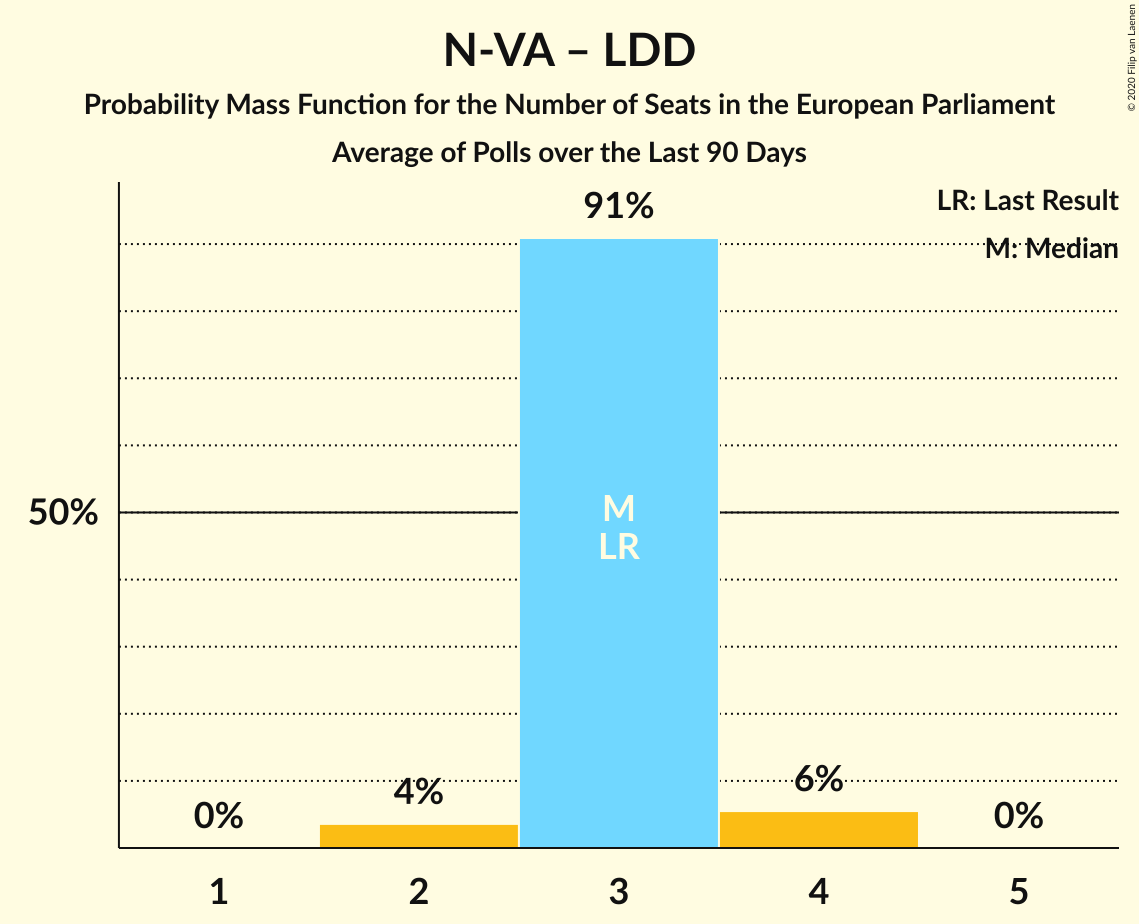 N-VA – LDD
Probability Mass Function for the Number of Seats in the European Parliament
Average of Polls over the Last 90 Days
© 2020 Filip van Laenen
LR: Last Result
M: Median
91%
50%
M
LR
0%
4%
6%
0%
1
2
3
4
5